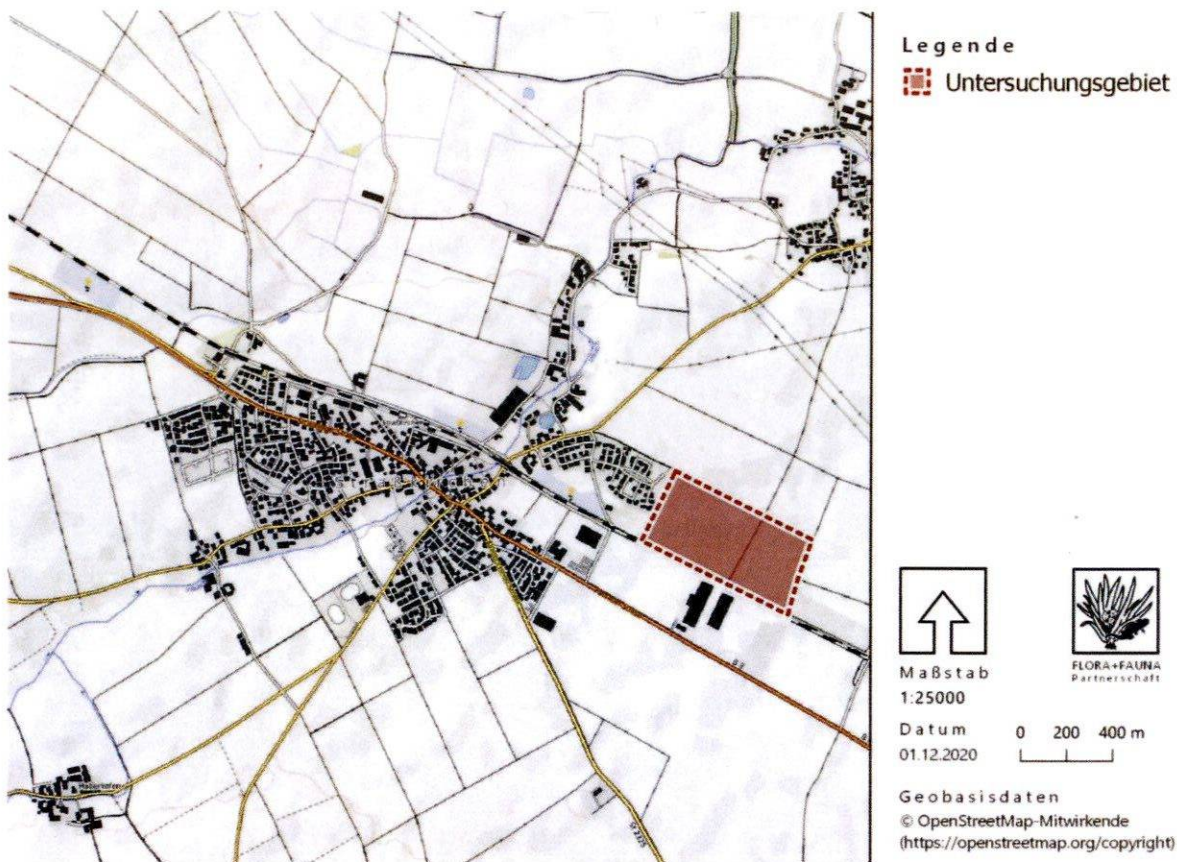 Legende
Untersuchungsgebiet
Maßstab
1:25000
FLORA+FAUNA
Partnerschaft
Datum
01.12.2020
0 200 400 m
Geobasisdaten
© OpenStreetMap-Mitwirkende
(https://openstreetmap.org/copyright)